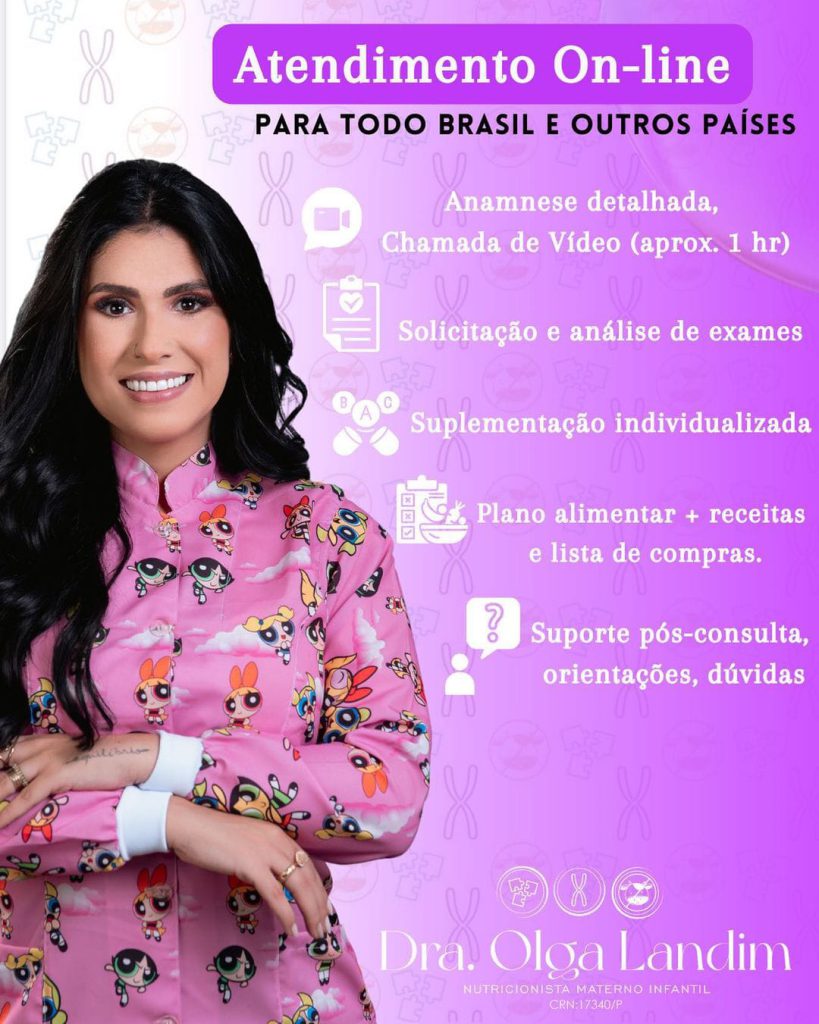 Atendimento On-line
PARA TODO BRASIL E OUTROS PAÍSES
Anamnese detalhada,
Chamada de Vídeo (aprox. 1 hr)
Solicitação e análise de exames
B A C
Suplementação individualizada
Plano alimentar + receitas
e lista de compras.
?
Suporte pós-consulta,
orientações, dúvidas
equilíbrio
Dra. Olga Landim
NUTRICIONISTA MATERNO INFANTIL
CRN:17340/P